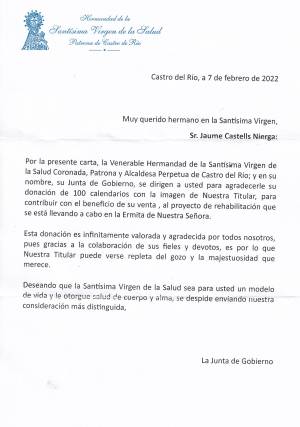 Hermandad de la
Santísima Virgen de la Salud
Patrona de Castro de Río
Castro del Río, a 7 de febrero de 2022
Muy querido hermano en la Santísima Virgen,
Sr. Jaume Castells Nierga:
Por la presente carta, la Venerable Hermandad de la Santísima Virgen de
la Salud Coronada, Patrona y Alcaldesa Perpetua de Castro del Río; y en su
nombre, su Junta de Gobierno, se dirigen a usted para agradecerle su
donación de 100 calendarios con la imagen de Nuestra Titular, para
contribuir con el beneficio de su venta , al proyecto de rehabilitación que
se está llevando a cabo en la Ermita de Nuestra Señora.
Esta donación es infinitamente valorada y agradecida por todos nosotros,
pues gracias a la colaboración de sus fieles y devotos, es por lo que
Nuestra Titular puede verse repleta del gozo y la majestuosidad que
merece.
Deseando que la Santísima Virgen de la Salud sea para usted un modelo
de vida y le otorgue salud de cuerpo y alma, se despide enviando nuestra
consideración más distinguida,
La Junta de Gobierno